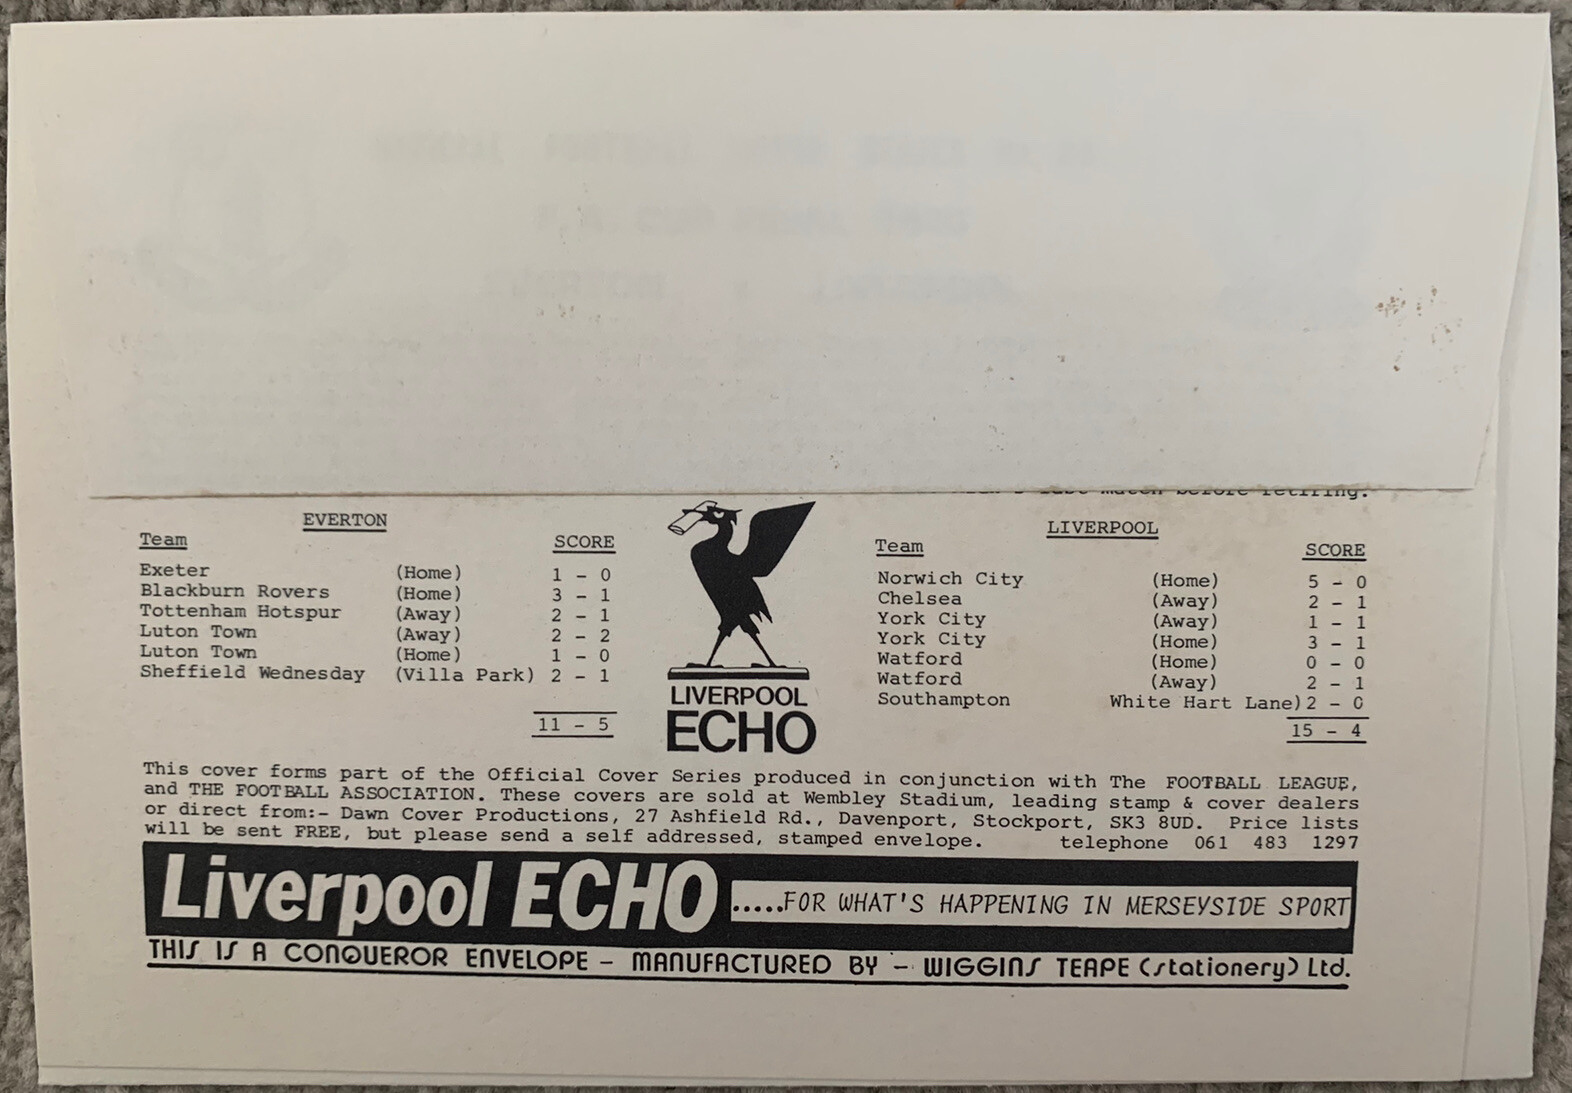 last match before retiring.
EVERTON
Team SCORE
Exeter (Home) 1 - 0
Blackburn Rovers (Home) 3 - 1
Tottenham Hotspur (Away) 2 - 1
Luton Town (Away) 2 - 2
Luton Town (Home) 1 - 0
Sheffield Wednesday (Villa Park) 2 - 1
11 - 5
LIVERPOOL
ECHO
LIVERPOOL
Team SCORE
Norwich City (Home) 5 - 0
Chelsea (Away) 2 - 1
York City (Away) 1 - 1
York City (Home) 3 - 1
Watford (Home) 0 - 0
Watford (Away) 2 - 1
Southampton White Hart Lane) 2 - 0
15 - 4
This cover forms part of the Official Cover Series produced in conjunction with The FOOTBALL LEAGUE,
and THE FOOTBALL ASSOCIATION. These covers are sold at Wembley Stadium, leading stamp & cover dealers
or direct from:- Dawn Cover Productions, 27 Ashfield Rd., Davenport, Stockport, SK3 8UD. Price lists
will be sent FREE, but please send a self addressed, stamped envelope. telephone 061 483 1297
Liverpool ECHO .....FOR WHAT'S HAPPENING IN MERSEYSIDE SPORT
THIS IS A CONQUEROR ENVELOPE - MANUFACTURED BY - WIGGINS TEAPE (stationery) Ltd.